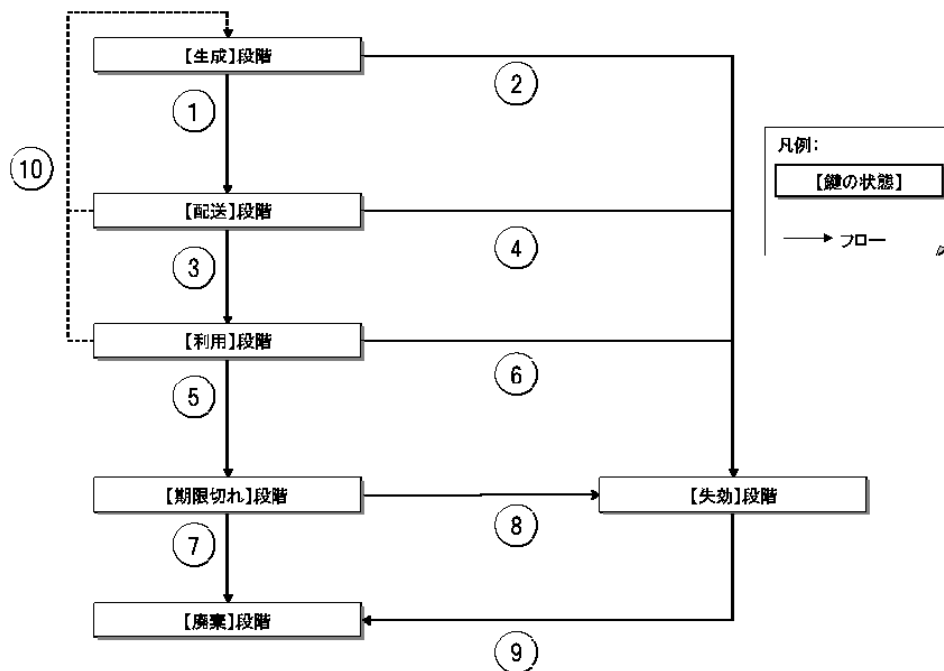 【生成】段階
①
②
⑩
凡例:
【鍵の状態】
フロー
【配送】段階
③
④
【利用】段階
⑤
⑥
【期限切れ】段階
【失効】段階
⑦
⑧
【廃棄】段階
⑨